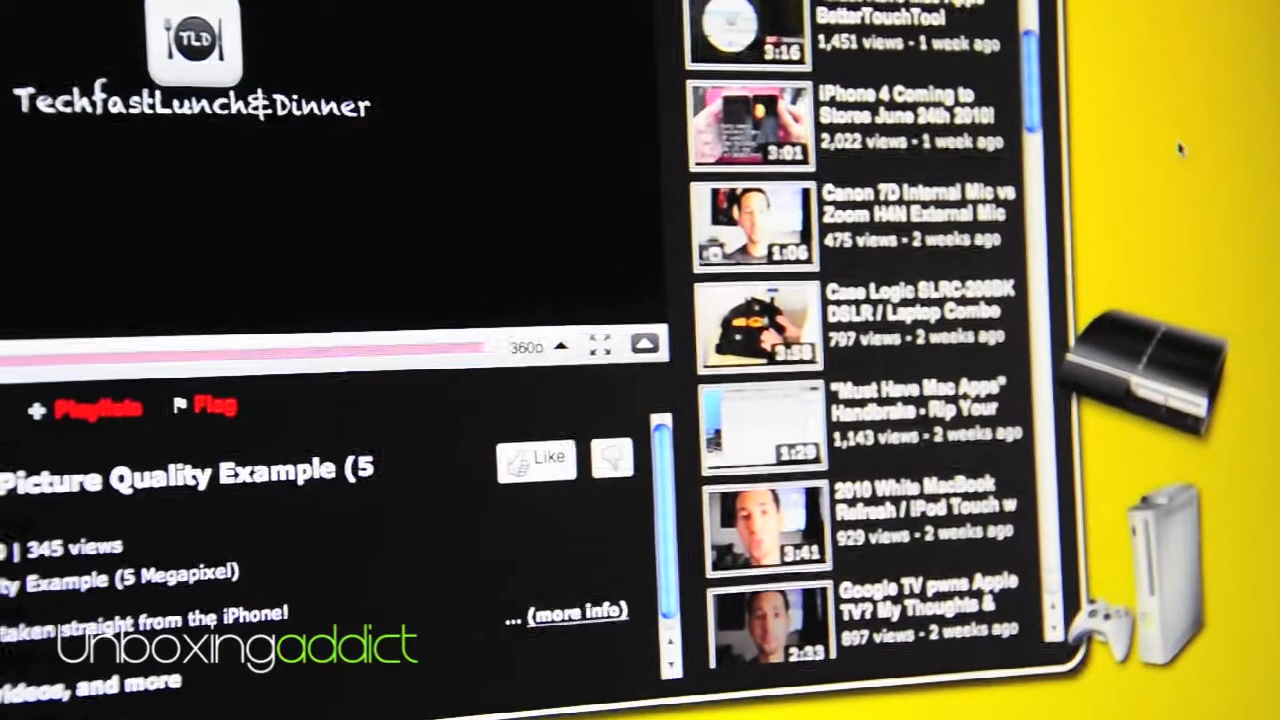 TLD
TechfastLunch&Dinner
360p
Playlists
Flag
Picture Quality Example (5
Like
| 345 views
ty Example (5 Megapixel)
taken straight from the iPhone!
... (more info)
Unboxingaddict
videos, and more
BetterTouchTool
1,451 views - 1 week ago
3:16
iPhone 4 Coming to
Stores June 24th 2010!
2,022 views - 1 week ago
3:01
Canon 7D Internal Mic vs
Zoom H4N External Mic
475 views - 2 weeks ago
1:06
Case Logic SLRC-206BK
DSLR / Laptop Combo
797 views - 2 weeks ago
3:58
"Must Have Mac Apps"
Handbrake - Rip Your
1,143 views - 2 weeks ago
1:29
2010 White MacBook
Refresh / iPod Touch w
929 views - 2 weeks ago
3:41
Google TV pwns Apple
TV? My Thoughts &
897 views - 2 weeks ago
2:33